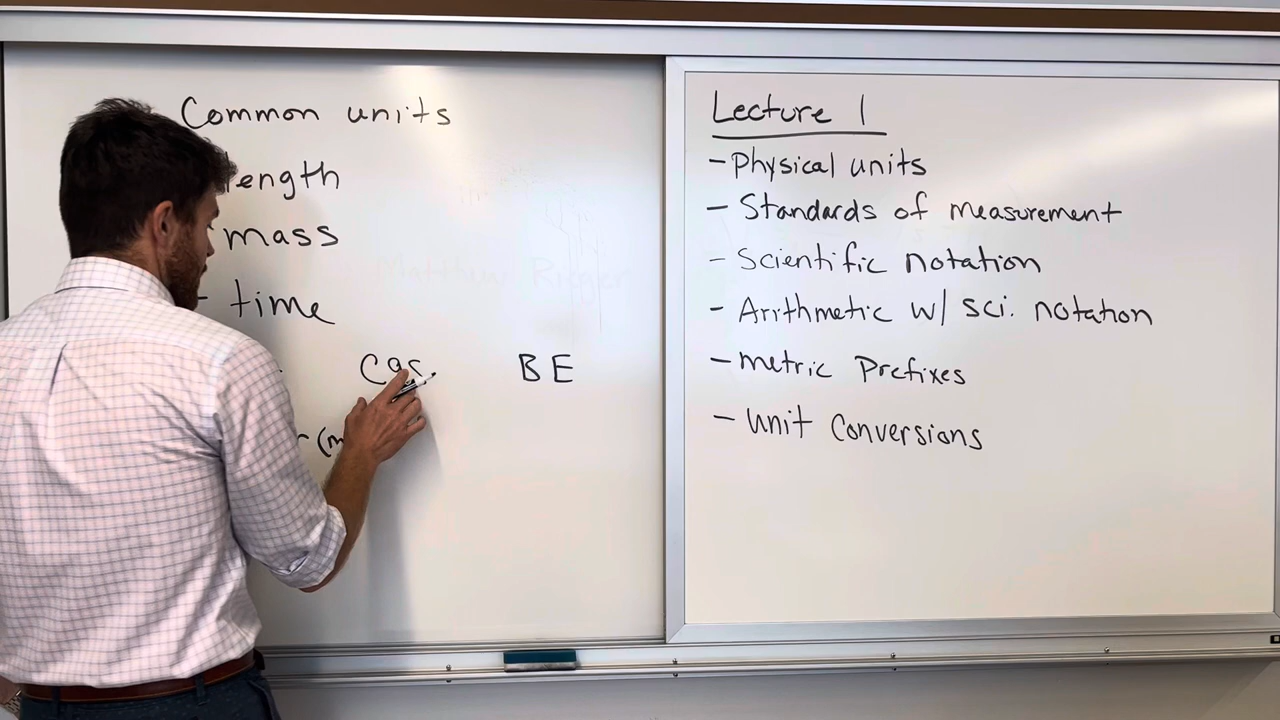 Common units
length
mass
- time
cgs BE
(m
Lecture 1
- Physical units
- Standards of measurement
- Scientific notation
- Arithmetic w/ sci. notation
- metric Prefixes
- unit conversions